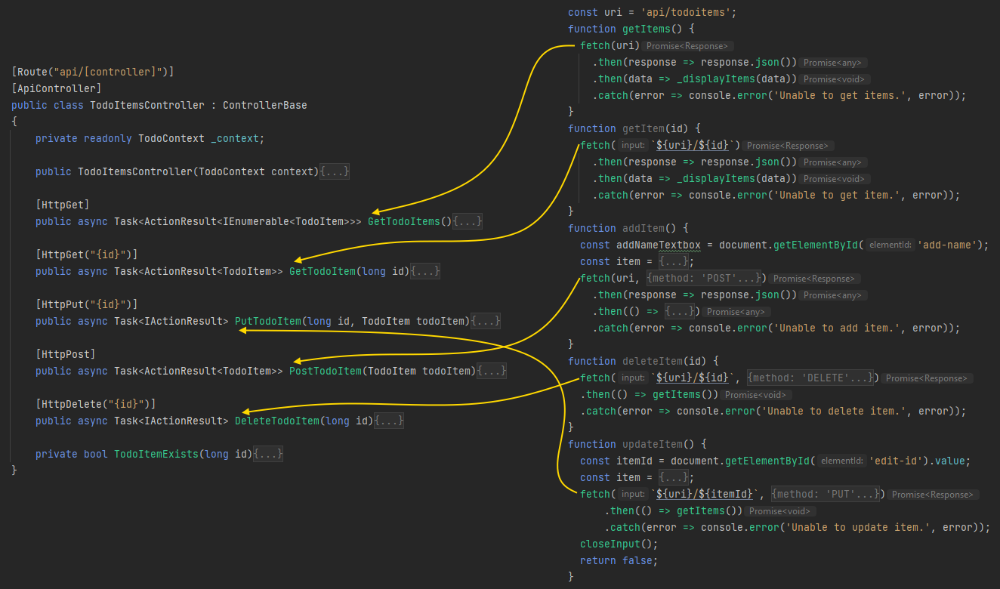 [Route("api/[controller]")]
[ApiController]
public class TodoItemsController : ControllerBase
{
    private readonly TodoContext _context;
    public TodoItemsController(TodoContext context){...}
    [HttpGet]
    public async Task<ActionResult<IEnumerable<TodoItem>>> GetTodoItems(){...}
    [HttpGet("{id}")]
    public async Task<ActionResult<TodoItem>> GetTodoItem(long id){...}
    [HttpPut("{id}")]
    public async Task<IActionResult> PutTodoItem(long id, TodoItem todoItem){...}
    [HttpPost]
    public async Task<ActionResult<TodoItem>> PostTodoItem(TodoItem todoItem){...}
    [HttpDelete("{id}")]
    public async Task<IActionResult> DeleteTodoItem(long id){...}
    private bool TodoItemExists(long id){...}
}
const uri = 'api/todoitems';
function getItems() {
  fetch(uri) Promise<Response>
    .then(response => response.json()) Promise<any>
    .then(data => _displayItems(data)) Promise<void>
    .catch(error => console.error('Unable to get items.', error));
}
function getItem(id) {
  fetch( input: `${uri}/${id}`) Promise<Response>
    .then(response => response.json()) Promise<any>
    .then(data => _displayItems(data)) Promise<void>
    .catch(error => console.error('Unable to get item.', error));
}
function addItem() {
  const addNameTextbox = document.getElementById( elementId: 'add-name');
  const item = {...};
  fetch(uri, {method: 'POST'...}) Promise<Response>
    .then(response => response.json()) Promise<any>
    .then(() => {...}) Promise<any>
    .catch(error => console.error('Unable to add item.', error));
}
function deleteItem(id) {
  fetch( input: `${uri}/${id}`, {method: 'DELETE'...}) Promise<Response>
  .then(() => getItems()) Promise<void>
  .catch(error => console.error('Unable to delete item.', error));
}
function updateItem() {
  const itemId = document.getElementById( elementId: 'edit-id').value;
  const item = {...};
  fetch( input: `${uri}/${itemId}`, {method: 'PUT'...}) Promise<Response>
      .then(() => getItems()) Promise<void>
      .catch(error => console.error('Unable to update item.', error));
  closeInput();
  return false;
}